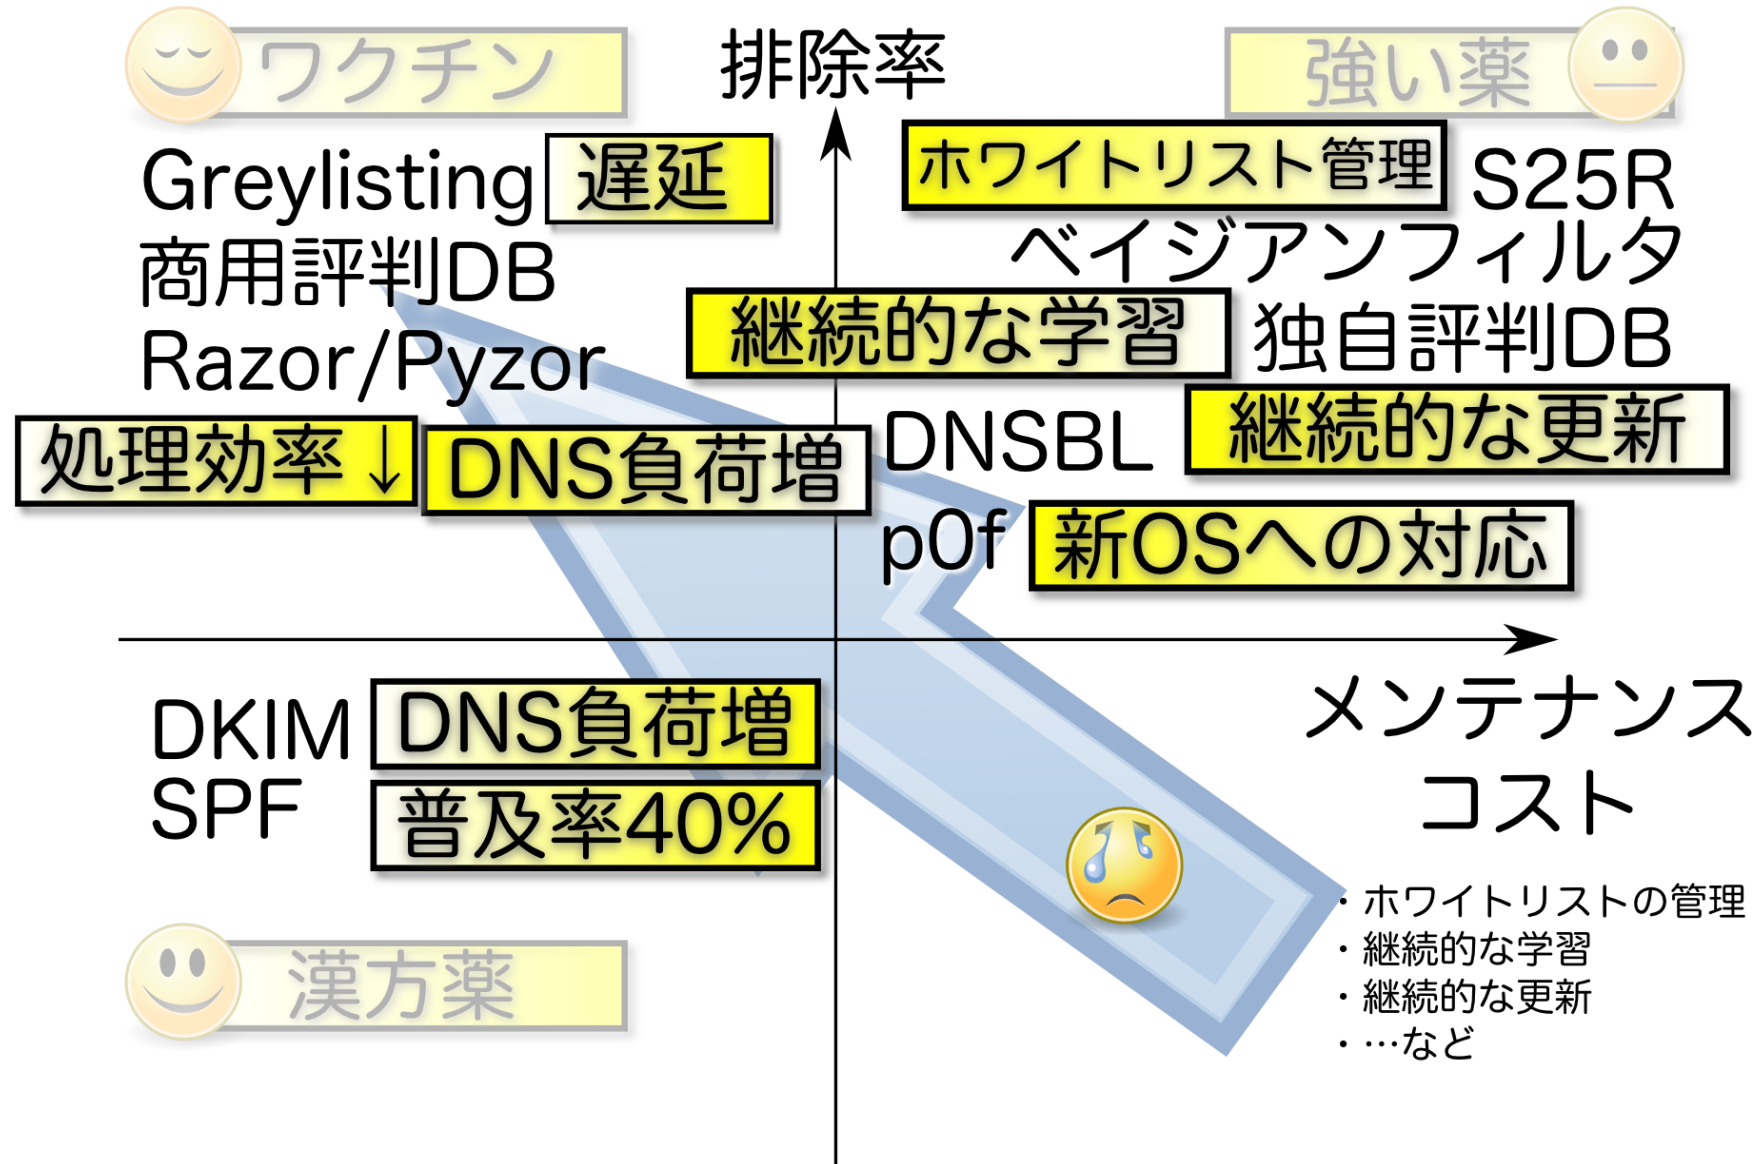 ワクチン
排除率
強い薬
Greylisting
遅延
ホワイトリスト管理
S25R
商用評判DB
ベイジアンフィルタ
Razor/Pyzor
継続的な学習
独自評判DB
処理効率↓
DNS負荷増
DNSBL
継続的な更新
p0f
新OSへの対応
DKIM
DNS負荷増
SPF
普及率40%
メンテナンス
コスト
漢方薬
・ホワイトリストの管理
・継続的な学習
・継続的な更新
・…など